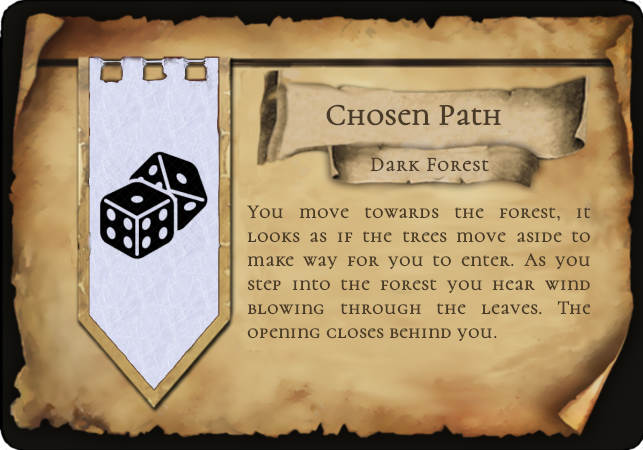 Chosen Path
Dark Forest
You move towards the forest, it
looks as if the trees move aside to
make way for you to enter. As you
step into the forest you hear wind
blowing through the leaves. The
opening closes behind you.